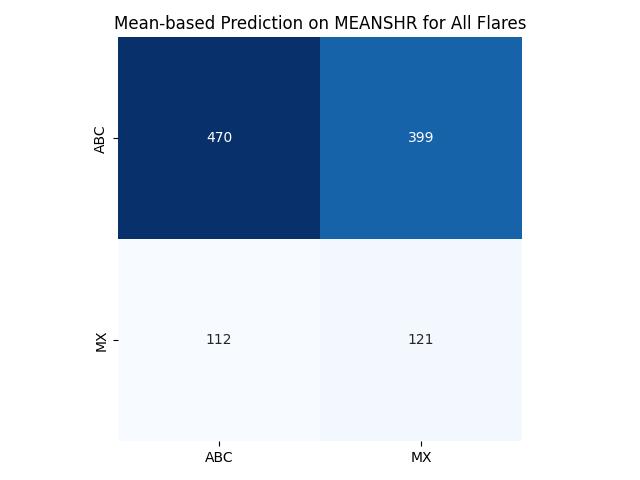 Mean-based Prediction on MEANSHR for All Flares
ABC
470
399
MX
112
121
ABC
MX